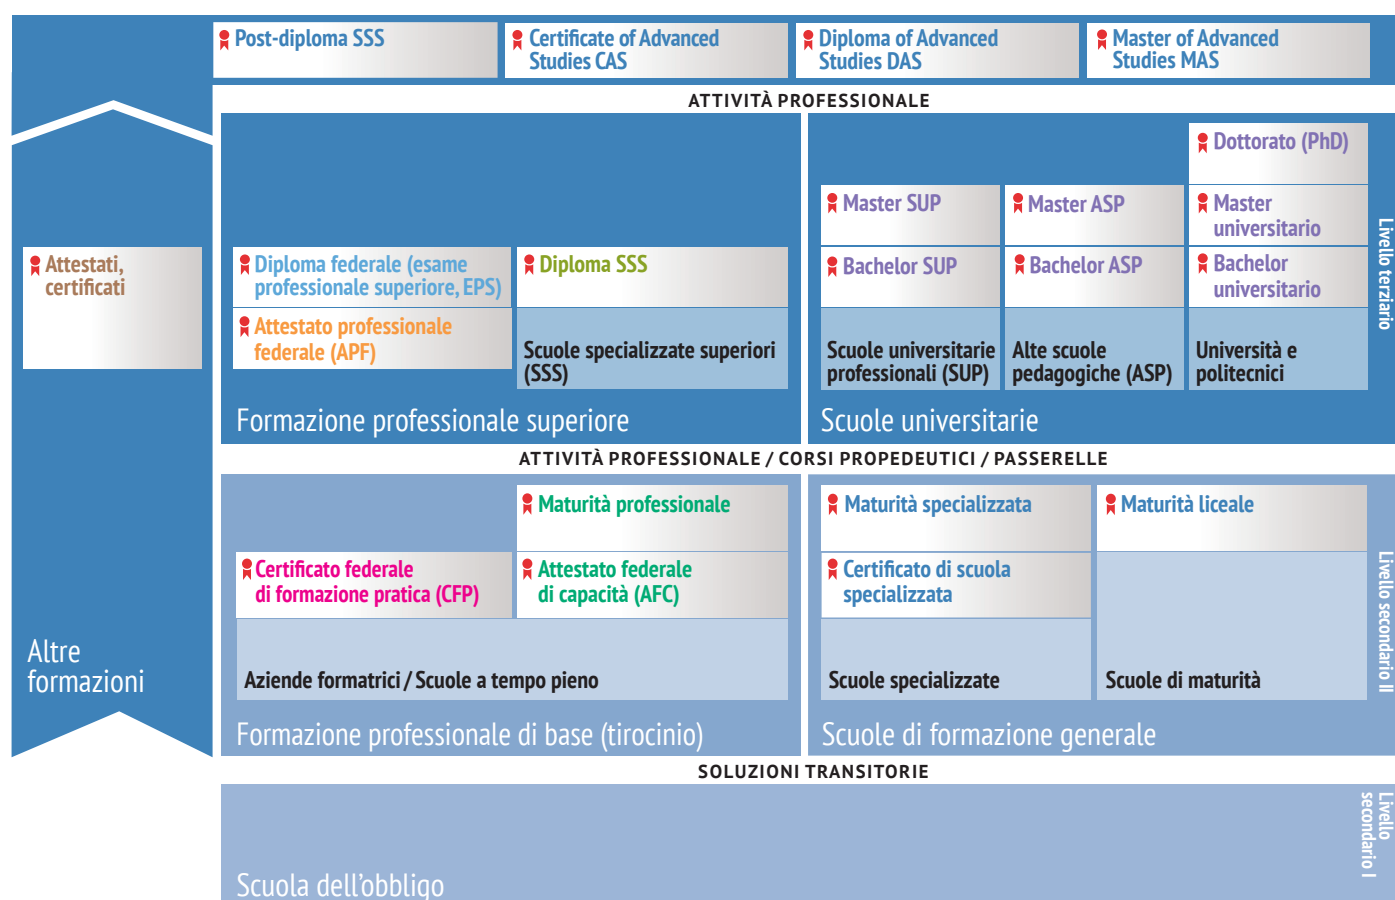 Post-diploma SSS
Certificate of Advanced
Studies CAS
Diploma of Advanced
Studies DAS
Master of Advanced
Studies MAS
ATTIVITÀ PROFESSIONALE
Dottorato (PhD)
Master SUP
Master ASP
Master
universitario
Attestati,
certificati
Diploma federale (esame
professionale superiore, EPS)
Diploma SSS
Bachelor SUP
Bachelor ASP
Bachelor
universitario
Attestato professionale
federale (APF)
Scuole specializzate superiori
(SSS)
Scuole universitarie
professionali (SUP)
Alte scuole
pedagogiche (ASP)
Università e
politecnici
Livello terziario
Formazione professionale superiore
Scuole universitarie
ATTIVITÀ PROFESSIONALE / CORSI PROPEDEUTICI / PASSERELLE
Maturità professionale
Maturità specializzata
Maturità liceale
Certificato federale
di formazione pratica (CFP)
Attestato federale
di capacità (AFC)
Certificato di scuola
specializzata
Livello secondario II
Altre
formazioni
Aziende formatrici / Scuole a tempo pieno
Scuole specializzate
Scuole di maturità
Formazione professionale di base (tirocinio)
Scuole di formazione generale
SOLUZIONI TRANSITORIE
Livello
secondario I
Scuola dell'obbligo